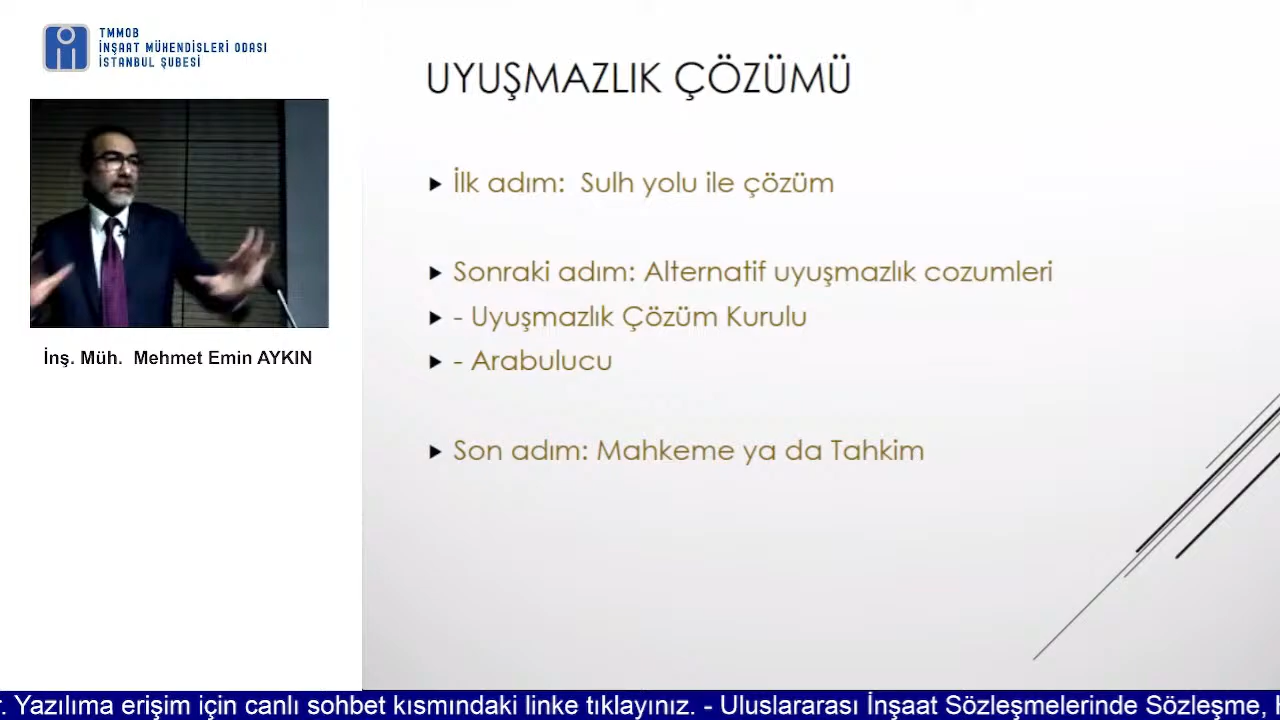 TMMOB
İNŞAAT MÜHENDİSLERİ ODASI
İSTANBUL ŞUBESİ
İnş. Müh. Mehmet Emin AYKIN
UYUŞMAZLIK ÇÖZÜMÜ
İlk adım: Sulh yolu ile çözüm
Sonraki adım: Alternatif uyuşmazlık cozumleri
- Uyuşmazlık Çözüm Kurulu
- Arabulucu
Son adım: Mahkeme ya da Tahkim
Yazılıma erişim için canlı sohbet kısmındaki linke tıklayınız. - Uluslararası İnşaat Sözleşmelerinde Sözleşme,